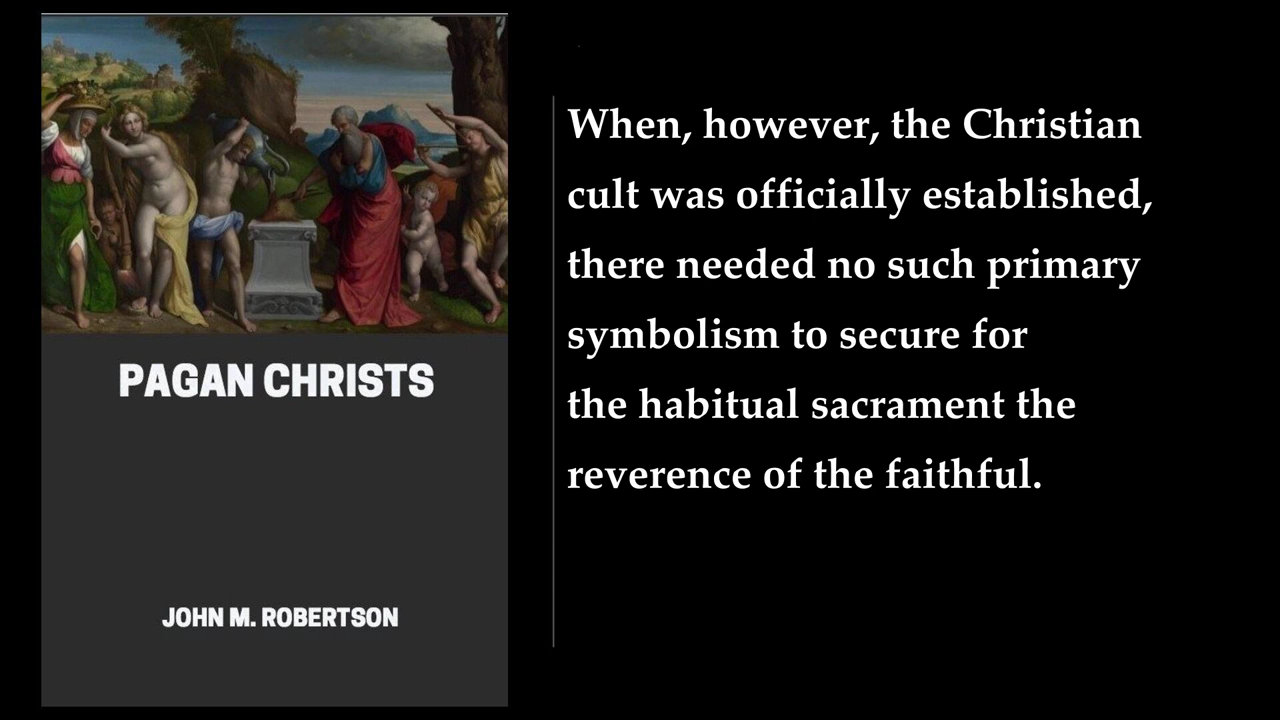 PAGAN CHRISTS
JOHN M. ROBERTSON
When, however, the Christian
cult was officially established,
there needed no such primary
symbolism to secure for
the habitual sacrament the
reverence of the faithful.